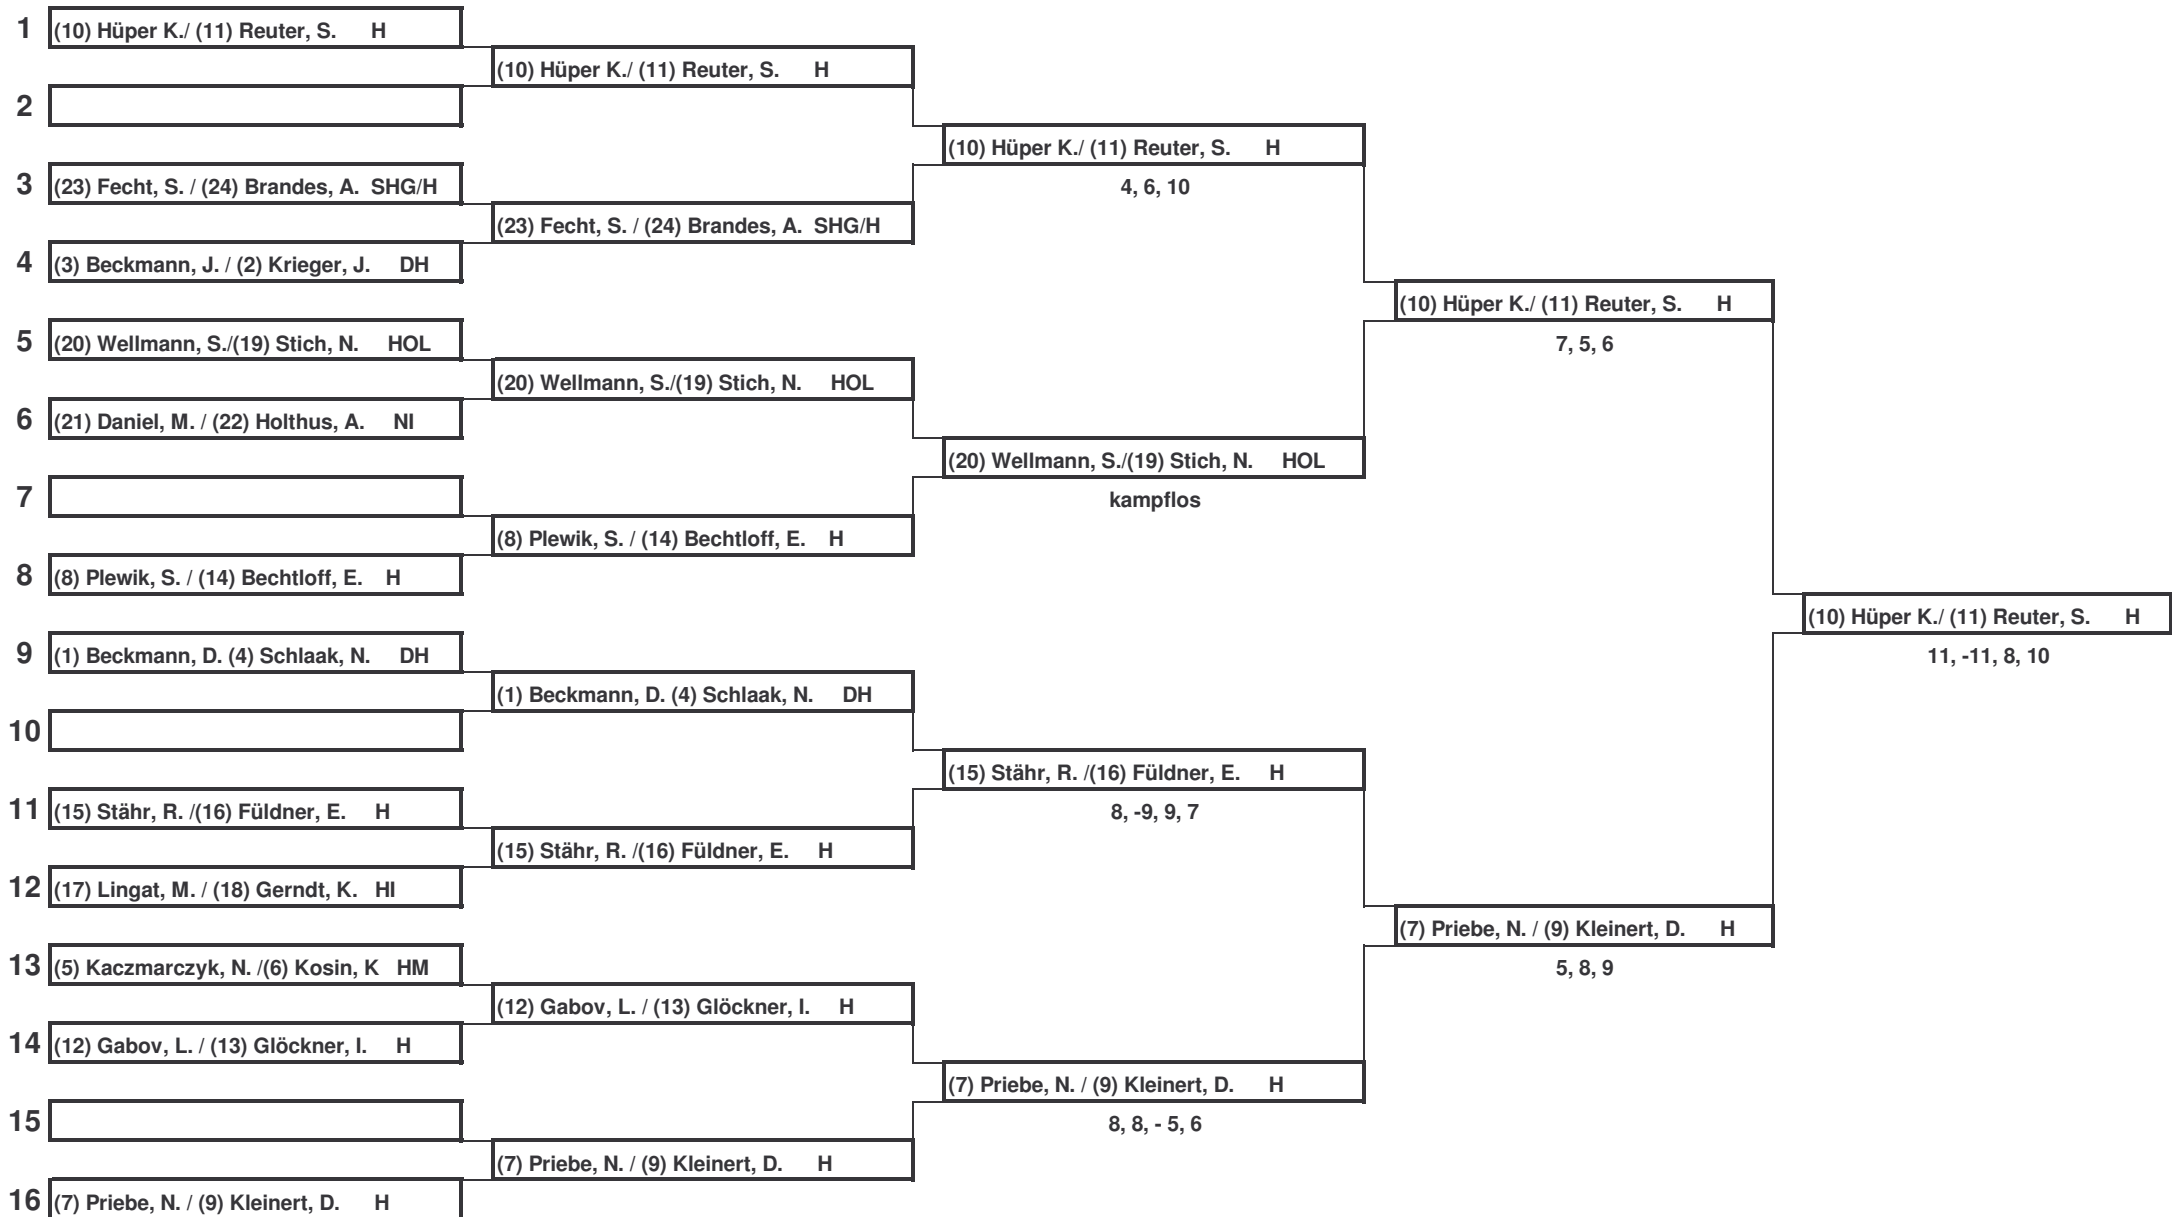 1 (10) Hüper K./ (11) Reuter, S. H
(10) Hüper K./ (11) Reuter, S. H
2
(10) Hüper K./ (11) Reuter, S. H
3 (23) Fecht, S. / (24) Brandes, A. SHG/H
4, 6, 10
(23) Fecht, S. / (24) Brandes, A. SHG/H
4 (3) Beckmann, J. / (2) Krieger, J. DH
(10) Hüper K./ (11) Reuter, S. H
5 (20) Wellmann, S./(19) Stich, N. HOL
7, 5, 6
(20) Wellmann, S./(19) Stich, N. HOL
6 (21) Daniel, M. / (22) Holthus, A. NI
(20) Wellmann, S./(19) Stich, N. HOL
7
kampflos
(8) Plewik, S. / (14) Bechtloff, E. H
8 (8) Plewik, S. / (14) Bechtloff, E. H
(10) Hüper K./ (11) Reuter, S. H
9 (1) Beckmann, D. (4) Schlaak, N. DH
11, -11, 8, 10
(1) Beckmann, D. (4) Schlaak, N. DH
10
(15) Stähr, R. /(16) Füldner, E. H
11 (15) Stähr, R. /(16) Füldner, E. H
8, -9, 9, 7
(15) Stähr, R. /(16) Füldner, E. H
12 (17) Lingat, M. / (18) Gerndt, K. HI
(7) Priebe, N. / (9) Kleinert, D. H
13 (5) Kaczmarczyk, N. /(6) Kosin, K HM
5, 8, 9
(12) Gabov, L. / (13) Glöckner, I. H
14 (12) Gabov, L. / (13) Glöckner, I. H
(7) Priebe, N. / (9) Kleinert, D. H
15
8, 8, - 5, 6
(7) Priebe, N. / (9) Kleinert, D. H
16 (7) Priebe, N. / (9) Kleinert, D. H